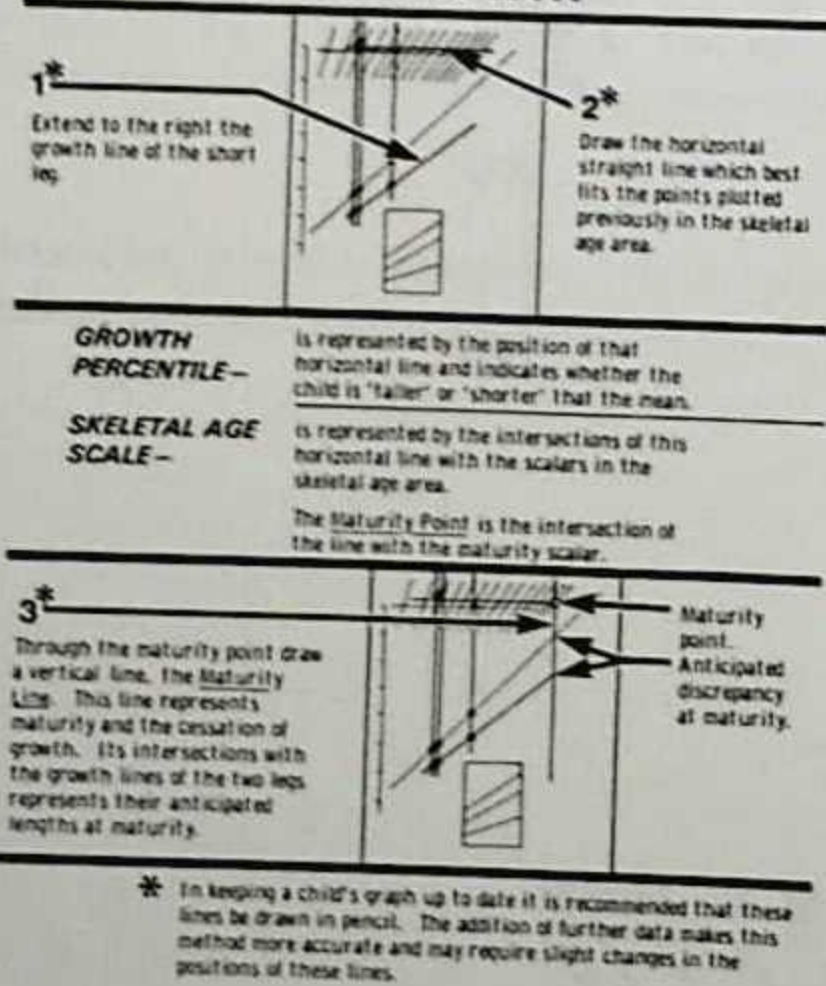 1*
Extend to the right the
growth line of the short
leg.
2*
Draw the horizontal
straight line which best
fits the points plotted
previously in the skeletal
age area.
GROWTH
PERCENTILE—
is represented by the position of that
horizontal line and indicates whether the
child is "taller" or "shorter" that the mean.
SKELETAL AGE
SCALE—
is represented by the intersections of this
horizontal line with the scalars in the
skeletal age area.
The Maturity Point is the intersection of
the line with the maturity scalar.
3*
Through the maturity point draw
a vertical line, the Maturity
Line. This line represents
maturity and the cessation of
growth. Its intersections with
the growth lines of the two legs
represents their anticipated
lengths at maturity.
Maturity
point.
Anticipated
discrepancy
at maturity.
* In keeping a child's graph up to date it is recommended that these
lines be drawn in pencil. The addition of further data makes this
method more accurate and may require slight changes in the
positions of these lines.